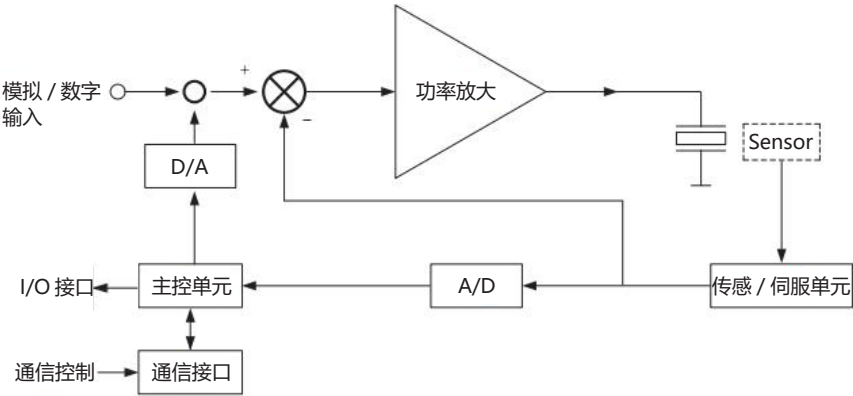 模拟 / 数字
输入
+
−
功率放大
D/A
Sensor
I/O 接口
主控单元
A/D
传感 / 伺服单元
通信控制
通信接口